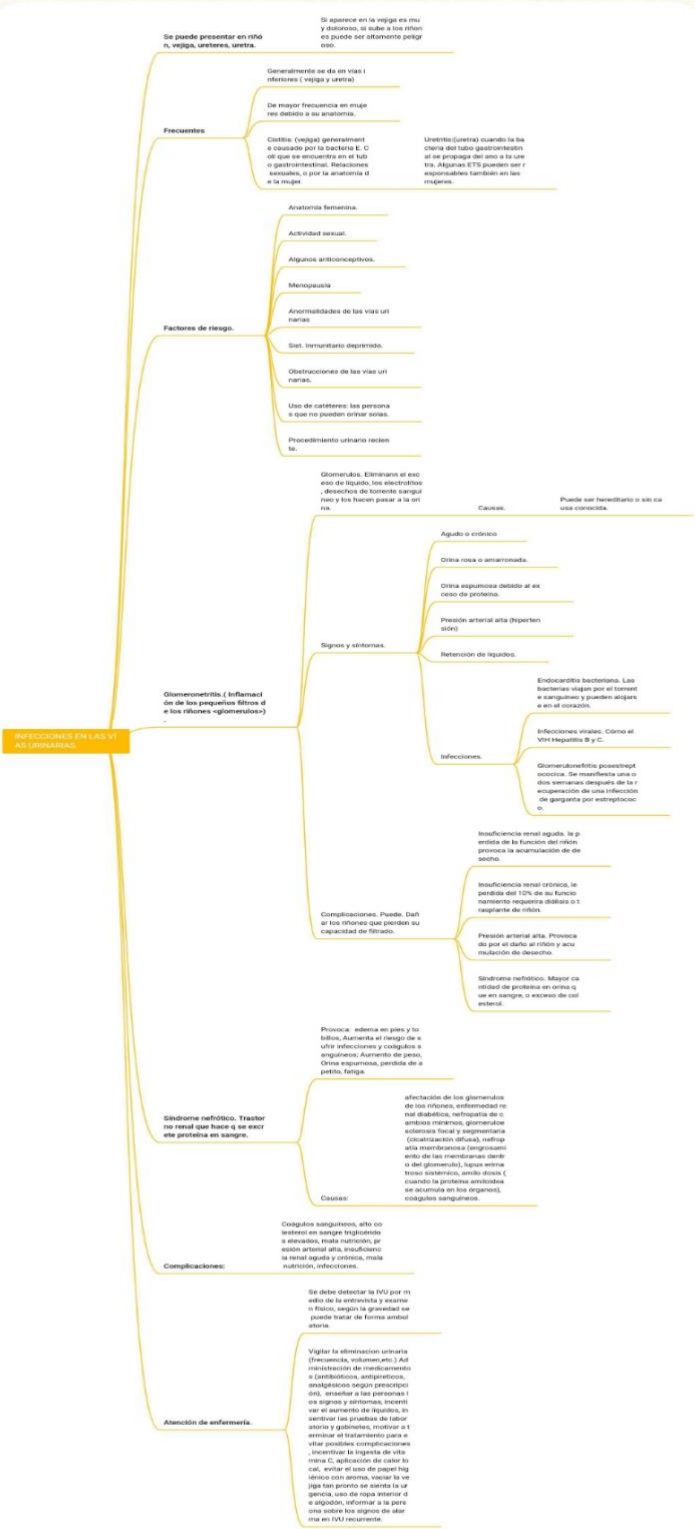 Si aparece en la vejiga es mu
y doloroso, si sube a los riñon
es puede ser altamente peligr
oso.
Se puede presentar en riñó
n, vejiga, ureteres, uretra.
Generalmente se da en vías i
nferiores ( vejiga y uretra)
De mayor frecuencia en muje
res debido a su anatomía.
Frecuentes
Cistitis: (vejiga) generalment
e causado por la bacteria E. C
oli que se encuentra en el tub
o gastrointestinal. Relaciones
sexuales, o por la anatomía d
e la mujer.
Uretritis:(uretra) cuando la ba
cteria del tubo gastrointestin
al se propaga del ano a la ure
tra. Algunas ETS pueden ser r
esponsables también en las
mujeres.
Anatomía femenina.
Actividad sexual.
Algunos anticonceptivos.
Menopausia
Anormalidades de las vías uri
narias
Factores de riesgo.
Sist. Inmunitario deprimido.
Obstrucciones de las vías uri
narias.
Uso de catéteres: las persona
s que no pueden orinar solas.
Procedimiento urinario recien
te.
Glomerulos. Eliminann el exc
eso de líquido, los electrolitos
, desechos de torrente sanguí
neo y los hacen pasar a la ori
na.
Causas.
Puede ser hereditario o sin ca
usa conocida.
Agudo o crónico
Orina rosa o amarronada.
Orina espumosa debido al ex
ceso de proteína.
Presión arterial alta (hiperten
sión)
Signos y síntomas.
Retención de líquidos.
Endocarditis bacteriana. Las
bacterias viajan por el torrent
e sanguíneo y pueden alojars
e en el corazón.
Infecciones virales. Cómo el
VIH Hepatitis B y C.
Infecciones.
Glomerulonefritis posestrept
ocócica. Se manifiesta una o
dos semanas después de la r
ecuperación de una infección
de garganta por estreptococ
o.
Glomeronetritis.( Inflamaci
ón de los pequeños filtros d
e los riñones <glomerulos>)
.
INFECCIONES EN LAS VÍ
AS URINARIAS.
Insuficiencia renal aguda. la p
erdida de la función del riñón
provoca la acumulación de de
secho.
Insuficiencia renal crónica, le
perdida del 10% de su funcio
namiento requerira diálisis o t
rasplante de riñón.
Complicaciones. Puede. Dañ
ar los riñones que pierden su
capacidad de filtrado.
Presión arterial alta. Provoca
do por el daño al riñón y acu
mulación de desecho.
Síndrome nefrótico. Mayor ca
ntidad de proteína en orina q
ue en sangre, o exceso de col
esterol.
Provoca: edema en pies y to
billos, Aumenta el riesgo de s
ufrir infecciones y coágulos s
anguíneos; Aumento de peso,
Orina espumosa, perdida de a
petito, fatiga.
Síndrome nefrótico. Trastor
no renal que hace q se excr
ete proteína en sangre.
Causas:
afectación de los glomerulos
de los riñones, enfermedad re
nal diabética, nefropatía de c
ambios mínimos, glomeruloe
sclerosis focal y segmentaria
(cicatrización difusa), nefrop
atía membranosa (engrosami
ento de las membranas dentr
o del glomerulo), lupus erima
troso sistémico, amilo dosis (
cuando la proteína amiloidea
se acumula en los órganos),
coágulos sanguíneos.
Complicaciones:
Coágulos sanguíneos, alto co
lesterol en sangre triglicérido
s elevados, mala nutrición, pr
esión arterial alta, insuficienc
ia renal aguda y crónica, mala
nutrición, infecciones.
Se debe detectar la IVU por m
edio de la entrevista y exame
n físico, según la gravedad se
puede tratar de forma ambul
atoria.
Atención de enfermería.
Vigilar la eliminacion urinaria
(frecuencia, volumen,etc.) Ad
ministración de medicamento
s (antibióticos, antipireticos,
analgésicos según prescripci
ón), enseñar a las personas l
os signos y síntomas, incenti
var el aumento de líquidos, in
sentivar las pruebas de labor
atorio y gabinetes, motivar a t
erminar el tratamiento para e
vitar posibles complicaciones
, incentivar la ingesta de vita
mina C, aplicación de calor lo
cal, evitar el uso de papel hig
iénico con aroma, vaciar la ve
jiga tan pronto se sienta la ur
gencia, uso de ropa interior d
e algodón, informar a la pers
ona sobre los signos de alar
ma en IVU recurrente.